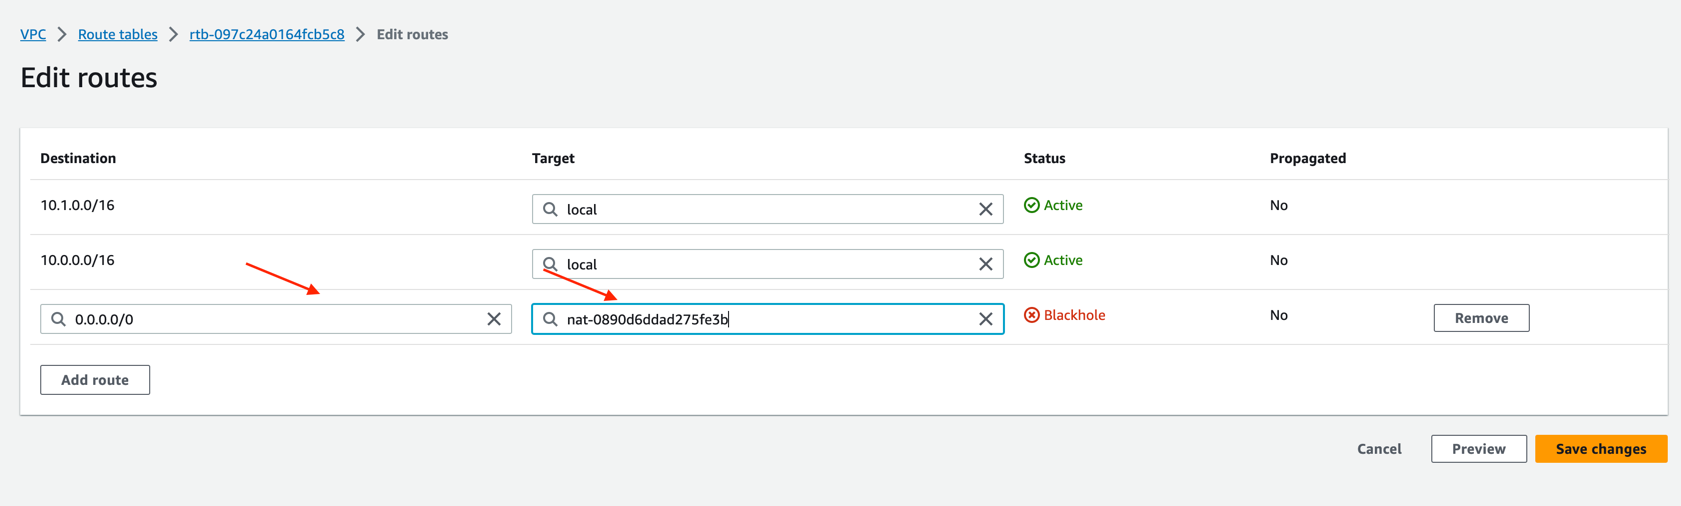 VPC > Route tables > rtb-097c24a0164fcb5c8 > Edit routes
Edit routes
Destination Target Status Propagated
10.1.0.0/16 local Active No
10.0.0.0/16 local Active No
0.0.0.0/0 nat-0890d6ddad275fe3b Blackhole No Remove
Add route
Cancel Preview Save changes